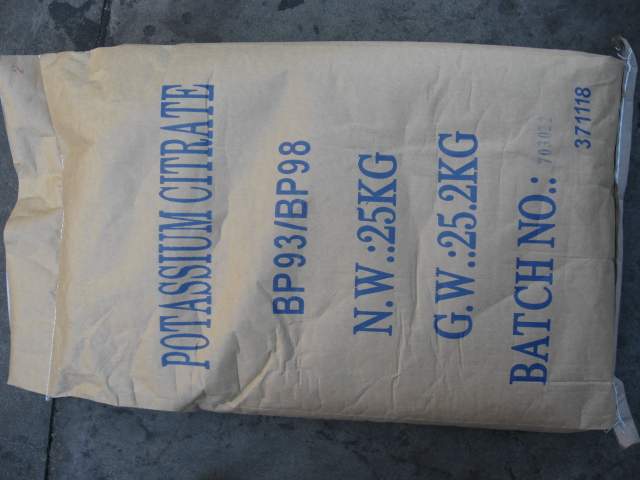 POTASSIUM CITRATE
BP93/BP98
N.W.:25KG
G.W.:25.2KG
BATCH NO.:
371118